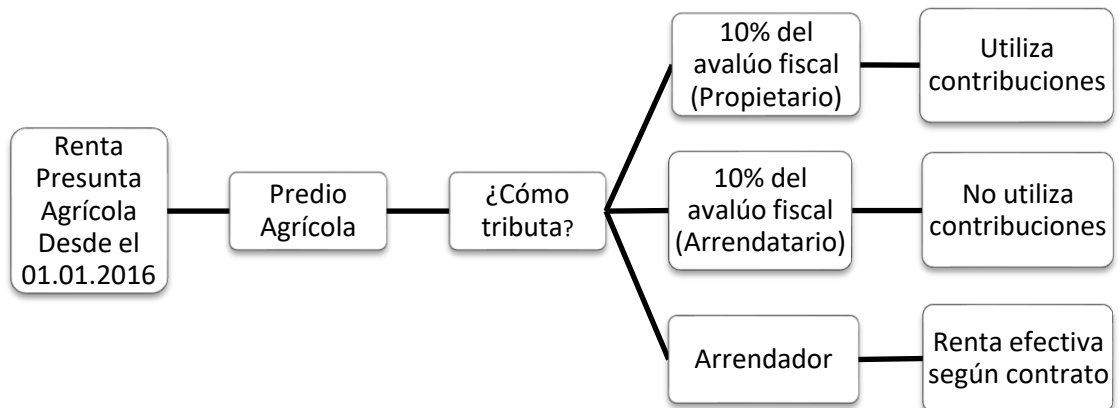 Renta
Presunta
Agrícola
Desde el
01.01.2016
Predio
Agrícola
¿Cómo
tributa?
10% del
avalúo fiscal
(Propietario)
Utiliza
contribuciones
10% del
avalúo fiscal
(Arrendatario)
No utiliza
contribuciones
Arrendador
Renta efectiva
según contrato